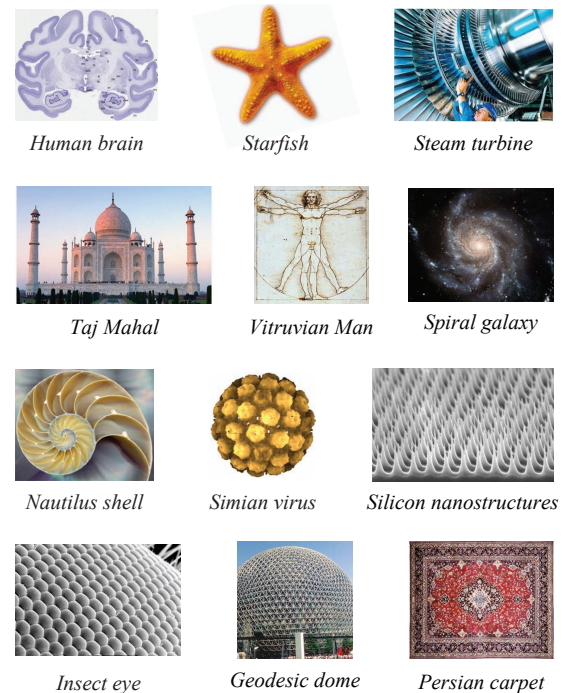 Human brain
Starfish
Steam turbine
Taj Mahal
Vitruvian Man
Spiral galaxy
Nautilus shell
Simian virus
Silicon nanostructures
Insect eye
Geodesic dome
Persian carpet